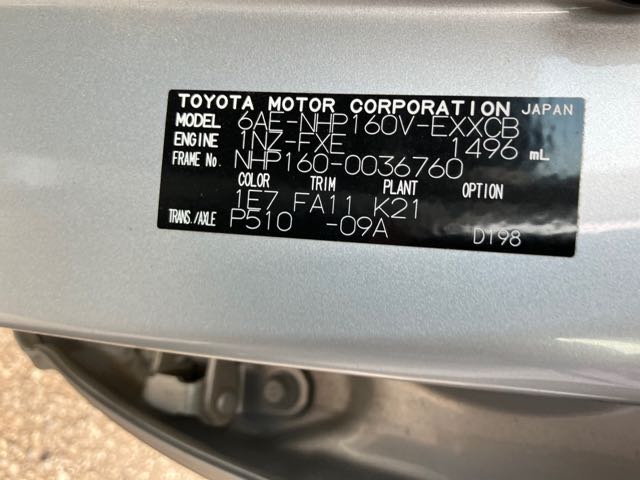 TOYOTA MOTOR CORPORATION JAPAN
MODEL 6AE-NHP160V-EXXCB
ENGINE 1NZ-FXE 1496 mL
FRAME No. NHP160-0036760
COLOR TRIM PLANT OPTION
1E7 FA11 K21
TRANS./AXLE P510 -09A D198